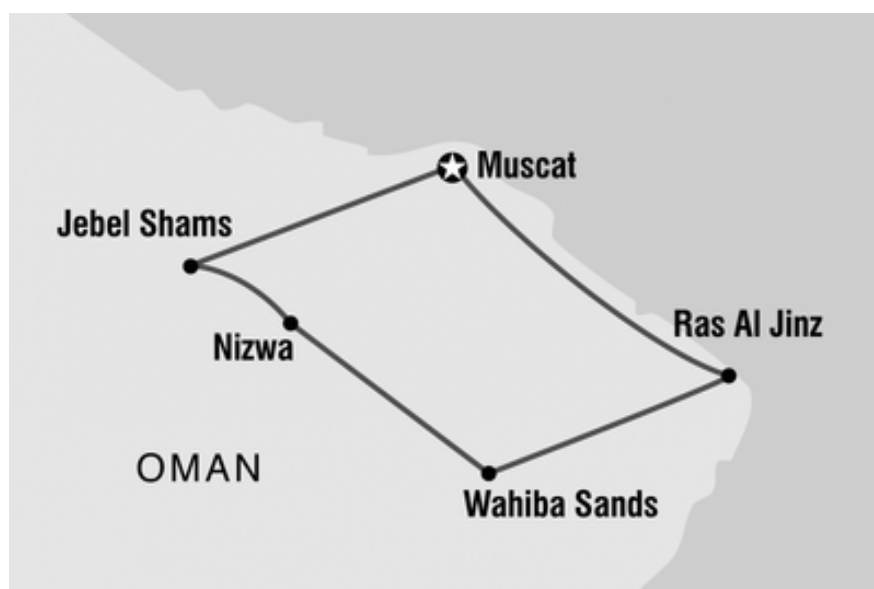 Muscat
Jebel Shams
Ras Al Jinz
Nizwa
OMAN
Wahiba Sands